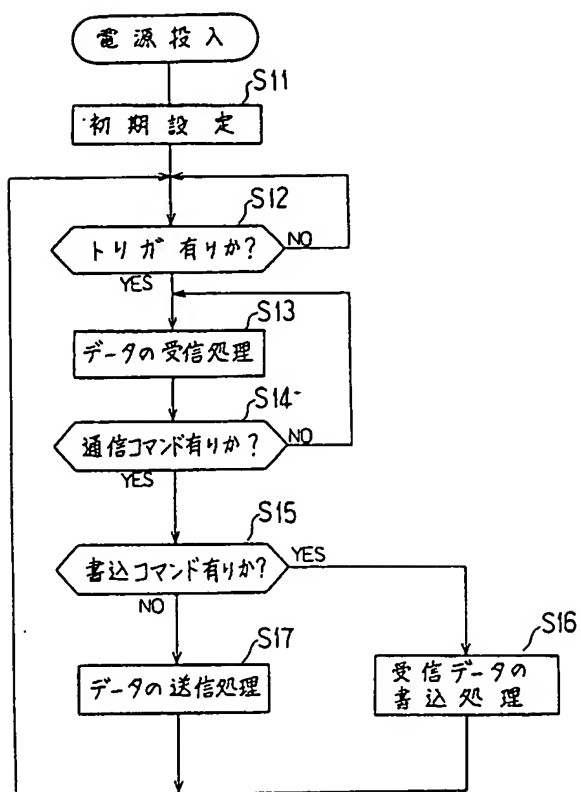 電源投入
S11
初期設定
S12
トリガ有りか?
NO
YES
S13
データの受信処理
S14
通信コマンド有りか?
NO
YES
S15
書込コマンド有りか?
YES
NO
S17
データの送信処理
S16
受信データの
書込処理